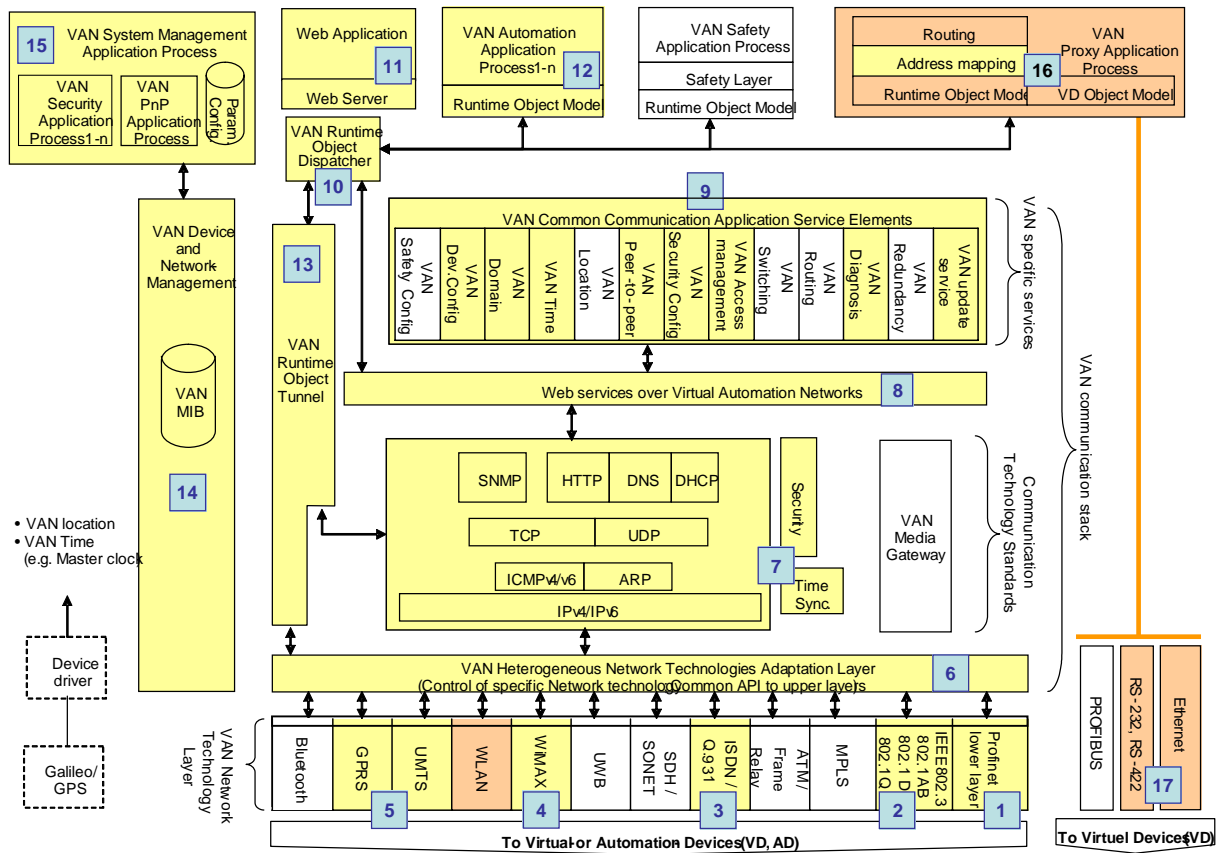 15
VAN System Management
Application Process
VAN
Security
Application
Process1-n
VAN
PnP
Application
Process
Param
Config.
Web Application
11
Web Server
VAN Automation
Application
Process1-n
12
Runtime Object Model
VAN Safety
Application Process
Safety Layer
Runtime Object Model
Routing
Address mapping
Runtime Object Model
VD Object Model
16
VAN
Proxy Application
Process
VAN Runtime
Object
Dispatcher
10
9
VAN Common Communication Application Service Elements
VAN
Safety Config
VAN
Dev.Config
VAN
Domain
VAN Time
VAN
Location
VAN
Peer-to-peer
VAN
Security Config
VAN Access
management
VAN
Switching
VAN
Routing
VAN
Diagnosis
VAN
Redundancy
VAN update
service
VAN specific
services
VAN Device
and
Network-
Management
VAN
MIB
14
13
VAN
Runtime
Object
Tunnel
Web services over Virtual Automation Networks
8
SNMP
HTTP
DNS
DHCP
TCP
UDP
ICMPv4/v6
ARP
IPv4/IPv6
7
Security
Time
Sync.
VAN
Media
Gateway
Communication
Technology Standards
VAN communication
stack
• VAN location
• VAN Time
(e.g. Master clock
Device
driver
Galileo/
GPS
VAN Heterogeneous Network Technologies Adaptation Layer
(Control of specific Network technology Common API to upper layers
6
VAN Network
Technology
Layer
Bluetooth
GPRS
UMTS
5
WLAN
WiMAX
4
UWB
SDH /
SONET
ISDN /
Q.931
3
ATM/
Frame
Relay
MPLS
IEEE802.3
802.1AB
802.1D
802.1Q
2
Profinet
lower layer
1
To Virtual- or Automation- Devices(VD, AD)
PROFIBUS
RS-232, RS-422
Ethernet
17
To Virtuel Devices(VD)